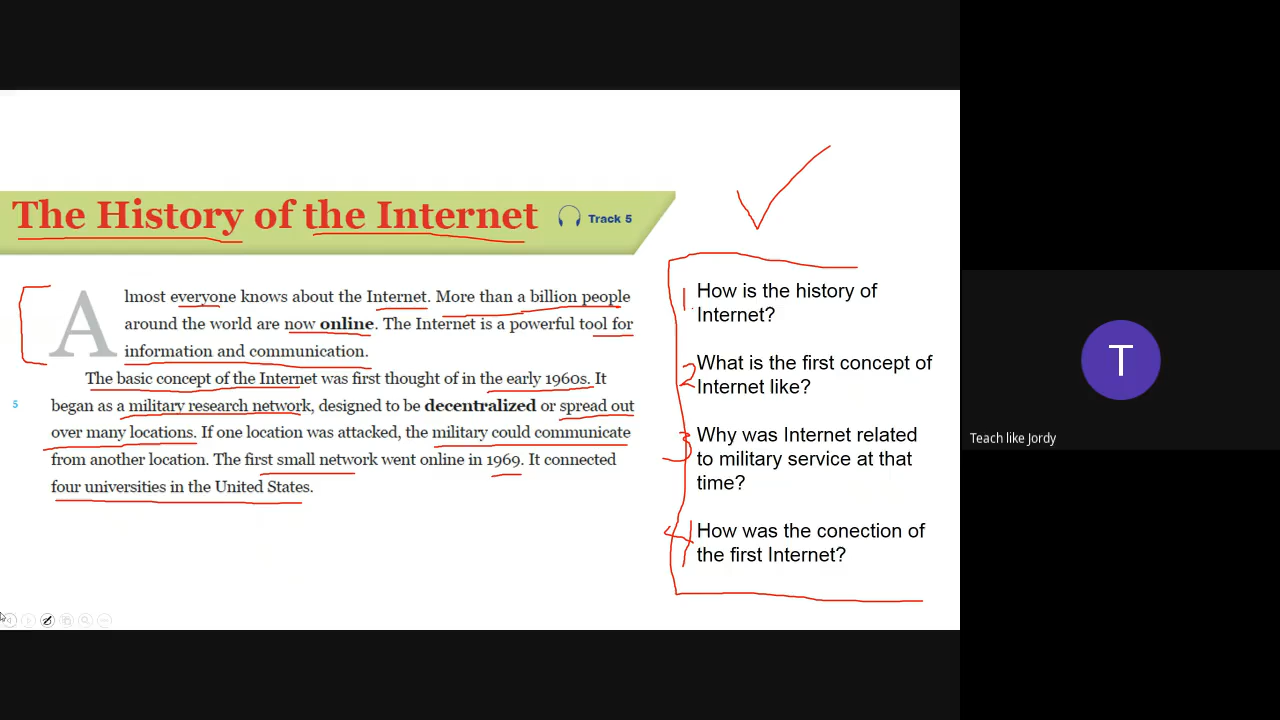 The History of the Internet
Track 5
Almost everyone knows about the Internet. More than a billion people
around the world are now online. The Internet is a powerful tool for
information and communication.
The basic concept of the Internet was first thought of in the early 1960s. It
5 began as a military research network, designed to be decentralized or spread out
over many locations. If one location was attacked, the military could communicate
from another location. The first small network went online in 1969. It connected
four universities in the United States.
1 How is the history of
Internet?
2 What is the first concept of
Internet like?
3 Why was Internet related
to military service at that
time?
4 How was the conection of
the first Internet?
T
Teach like Jordy